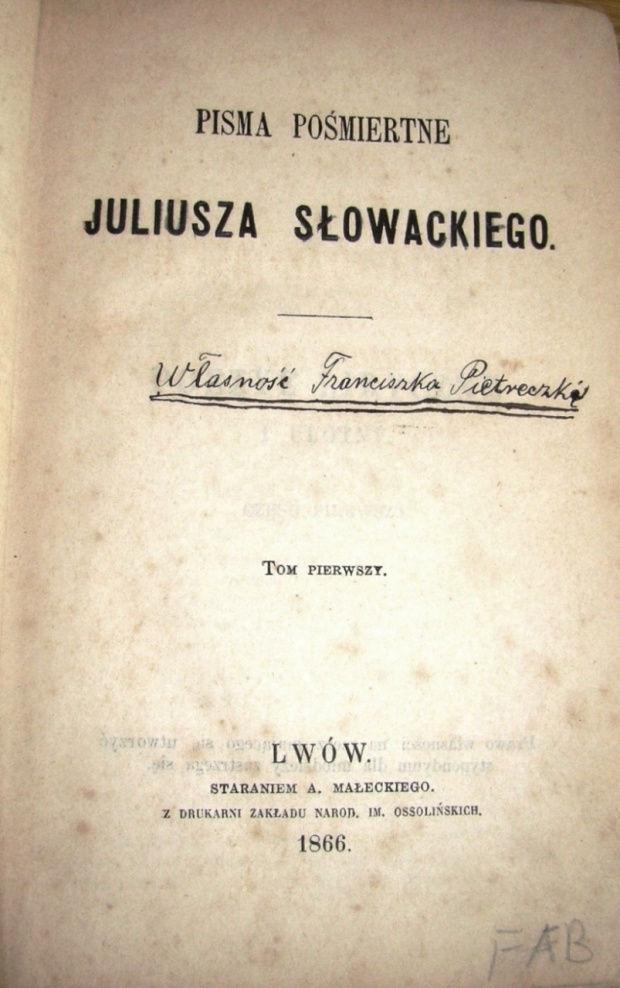 PISMA POŚMIERTNE
JULIUSZA SŁOWACKIEGO.
Własność Franciszka Pietreczki
TOM PIERWSZY.
LWÓW.
STARANIEM A. MAŁECKIEGO.
Z DRUKARNI ZAKŁADU NAROD. IM. OSSOLIŃSKICH.
1866.
FAB